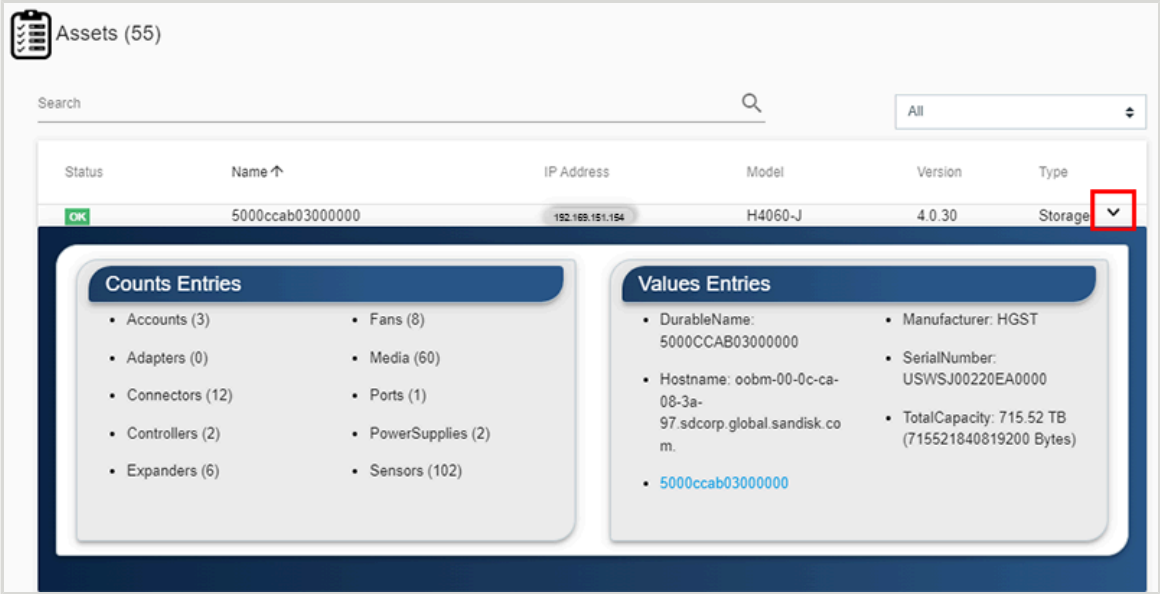 Assets (55)
Search
All
Status Name IP Address Model Version Type
OK 5000ccab03000000 192.169.151.154 H4060-J 4.0.30 Storage
Counts Entries
• Accounts (3)
• Adapters (0)
• Connectors (12)
• Controllers (2)
• Expanders (6)
• Fans (8)
• Media (60)
• Ports (1)
• PowerSupplies (2)
• Sensors (102)
Values Entries
• DurableName:
5000CCAB03000000
• Hostname: oobm-00-0c-ca-
08-3a-
97.sdcorp.global.sandisk.co
m.
• 5000ccab03000000
• Manufacturer: HGST
• SerialNumber:
USWSJ00220EA0000
• TotalCapacity: 715.52 TB
(715521840819200 Bytes)